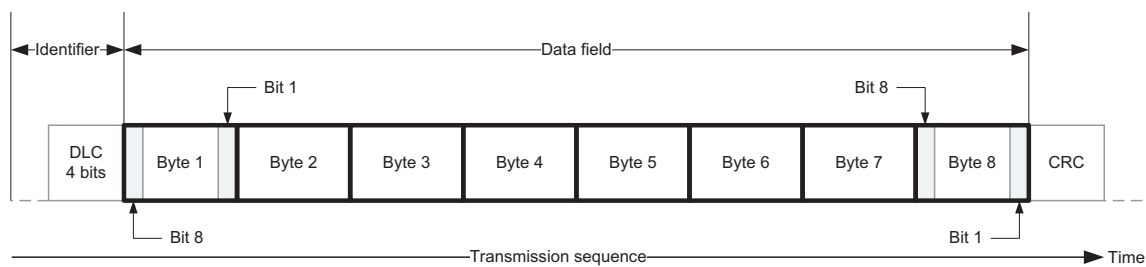 Identifier
Data field
Bit 1
Bit 8
DLC
4 bits
Byte 1
Byte 2
Byte 3
Byte 4
Byte 5
Byte 6
Byte 7
Byte 8
CRC
Bit 8
Bit 1
Transmission sequence
Time